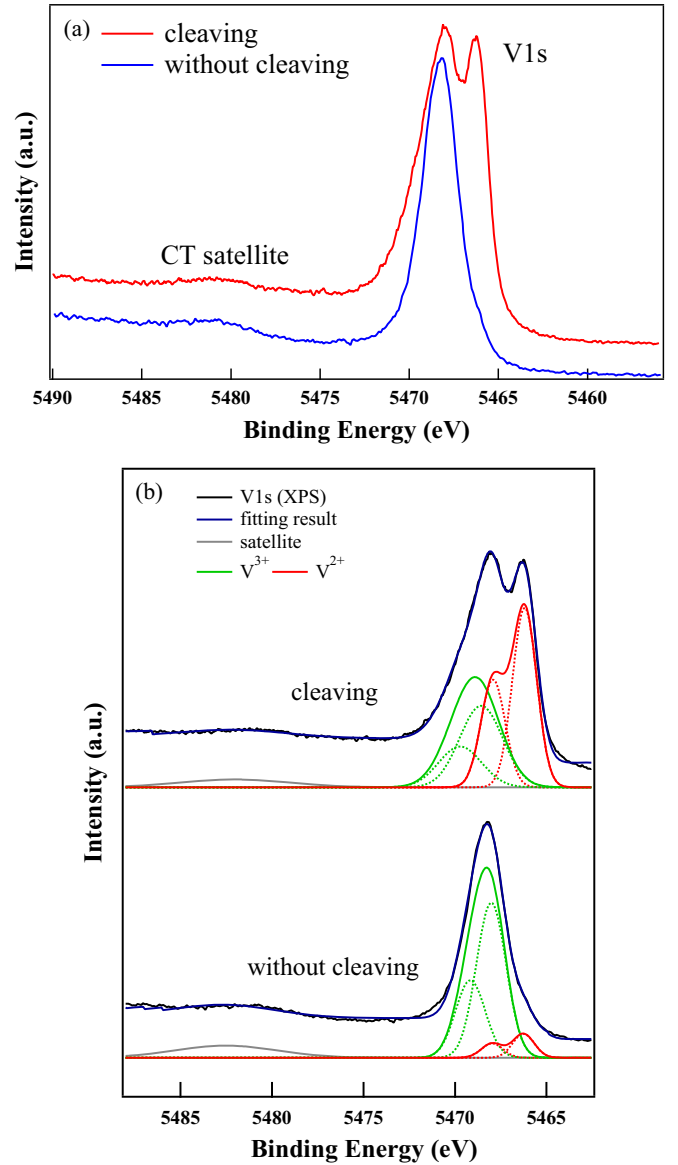 (a)
cleaving
without cleaving
V1s
CT satellite
Intensity (a.u.)
5490 5485 5480 5475 5470 5465 5460
Binding Energy (eV)
(b)
V1s (XPS)
fitting result
satellite
V³⁺ V²⁺
cleaving
without cleaving
Intensity (a.u.)
5485 5480 5475 5470 5465
Binding Energy (eV)